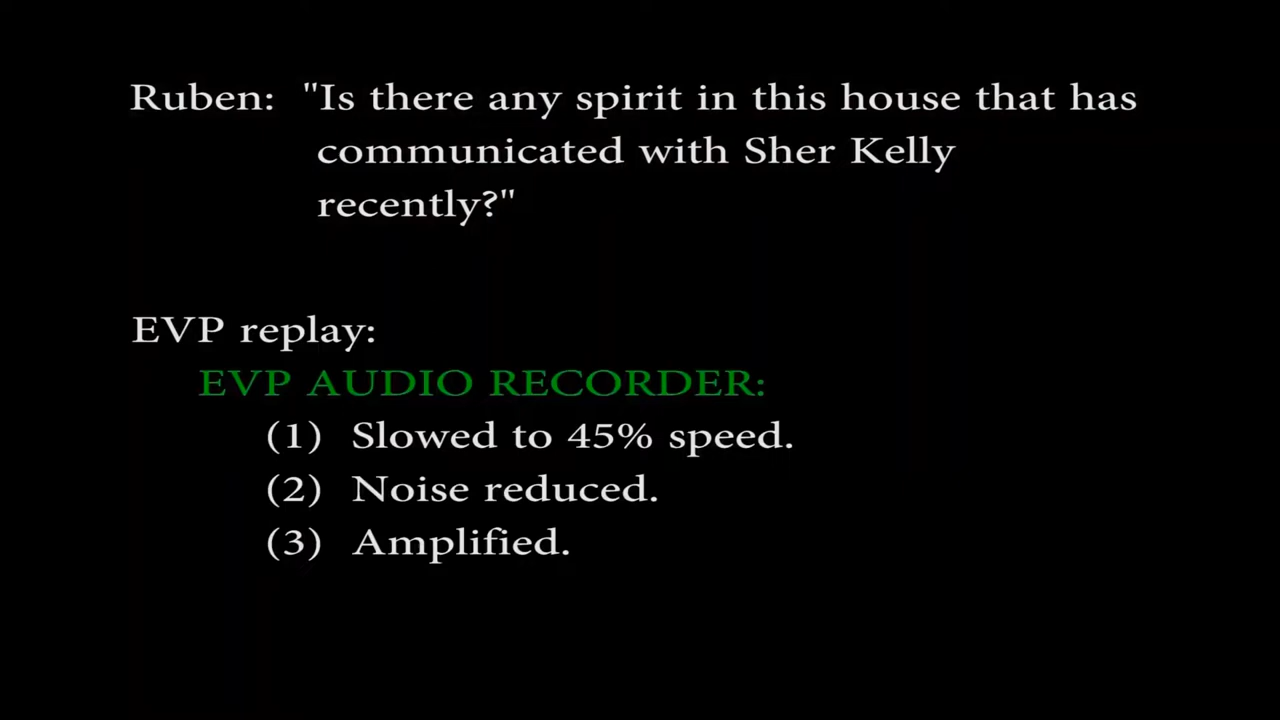 Ruben: "Is there any spirit in this house that has
communicated with Sher Kelly
recently?"
EVP replay:
EVP AUDIO RECORDER:
(1) Slowed to 45% speed.
(2) Noise reduced.
(3) Amplified.